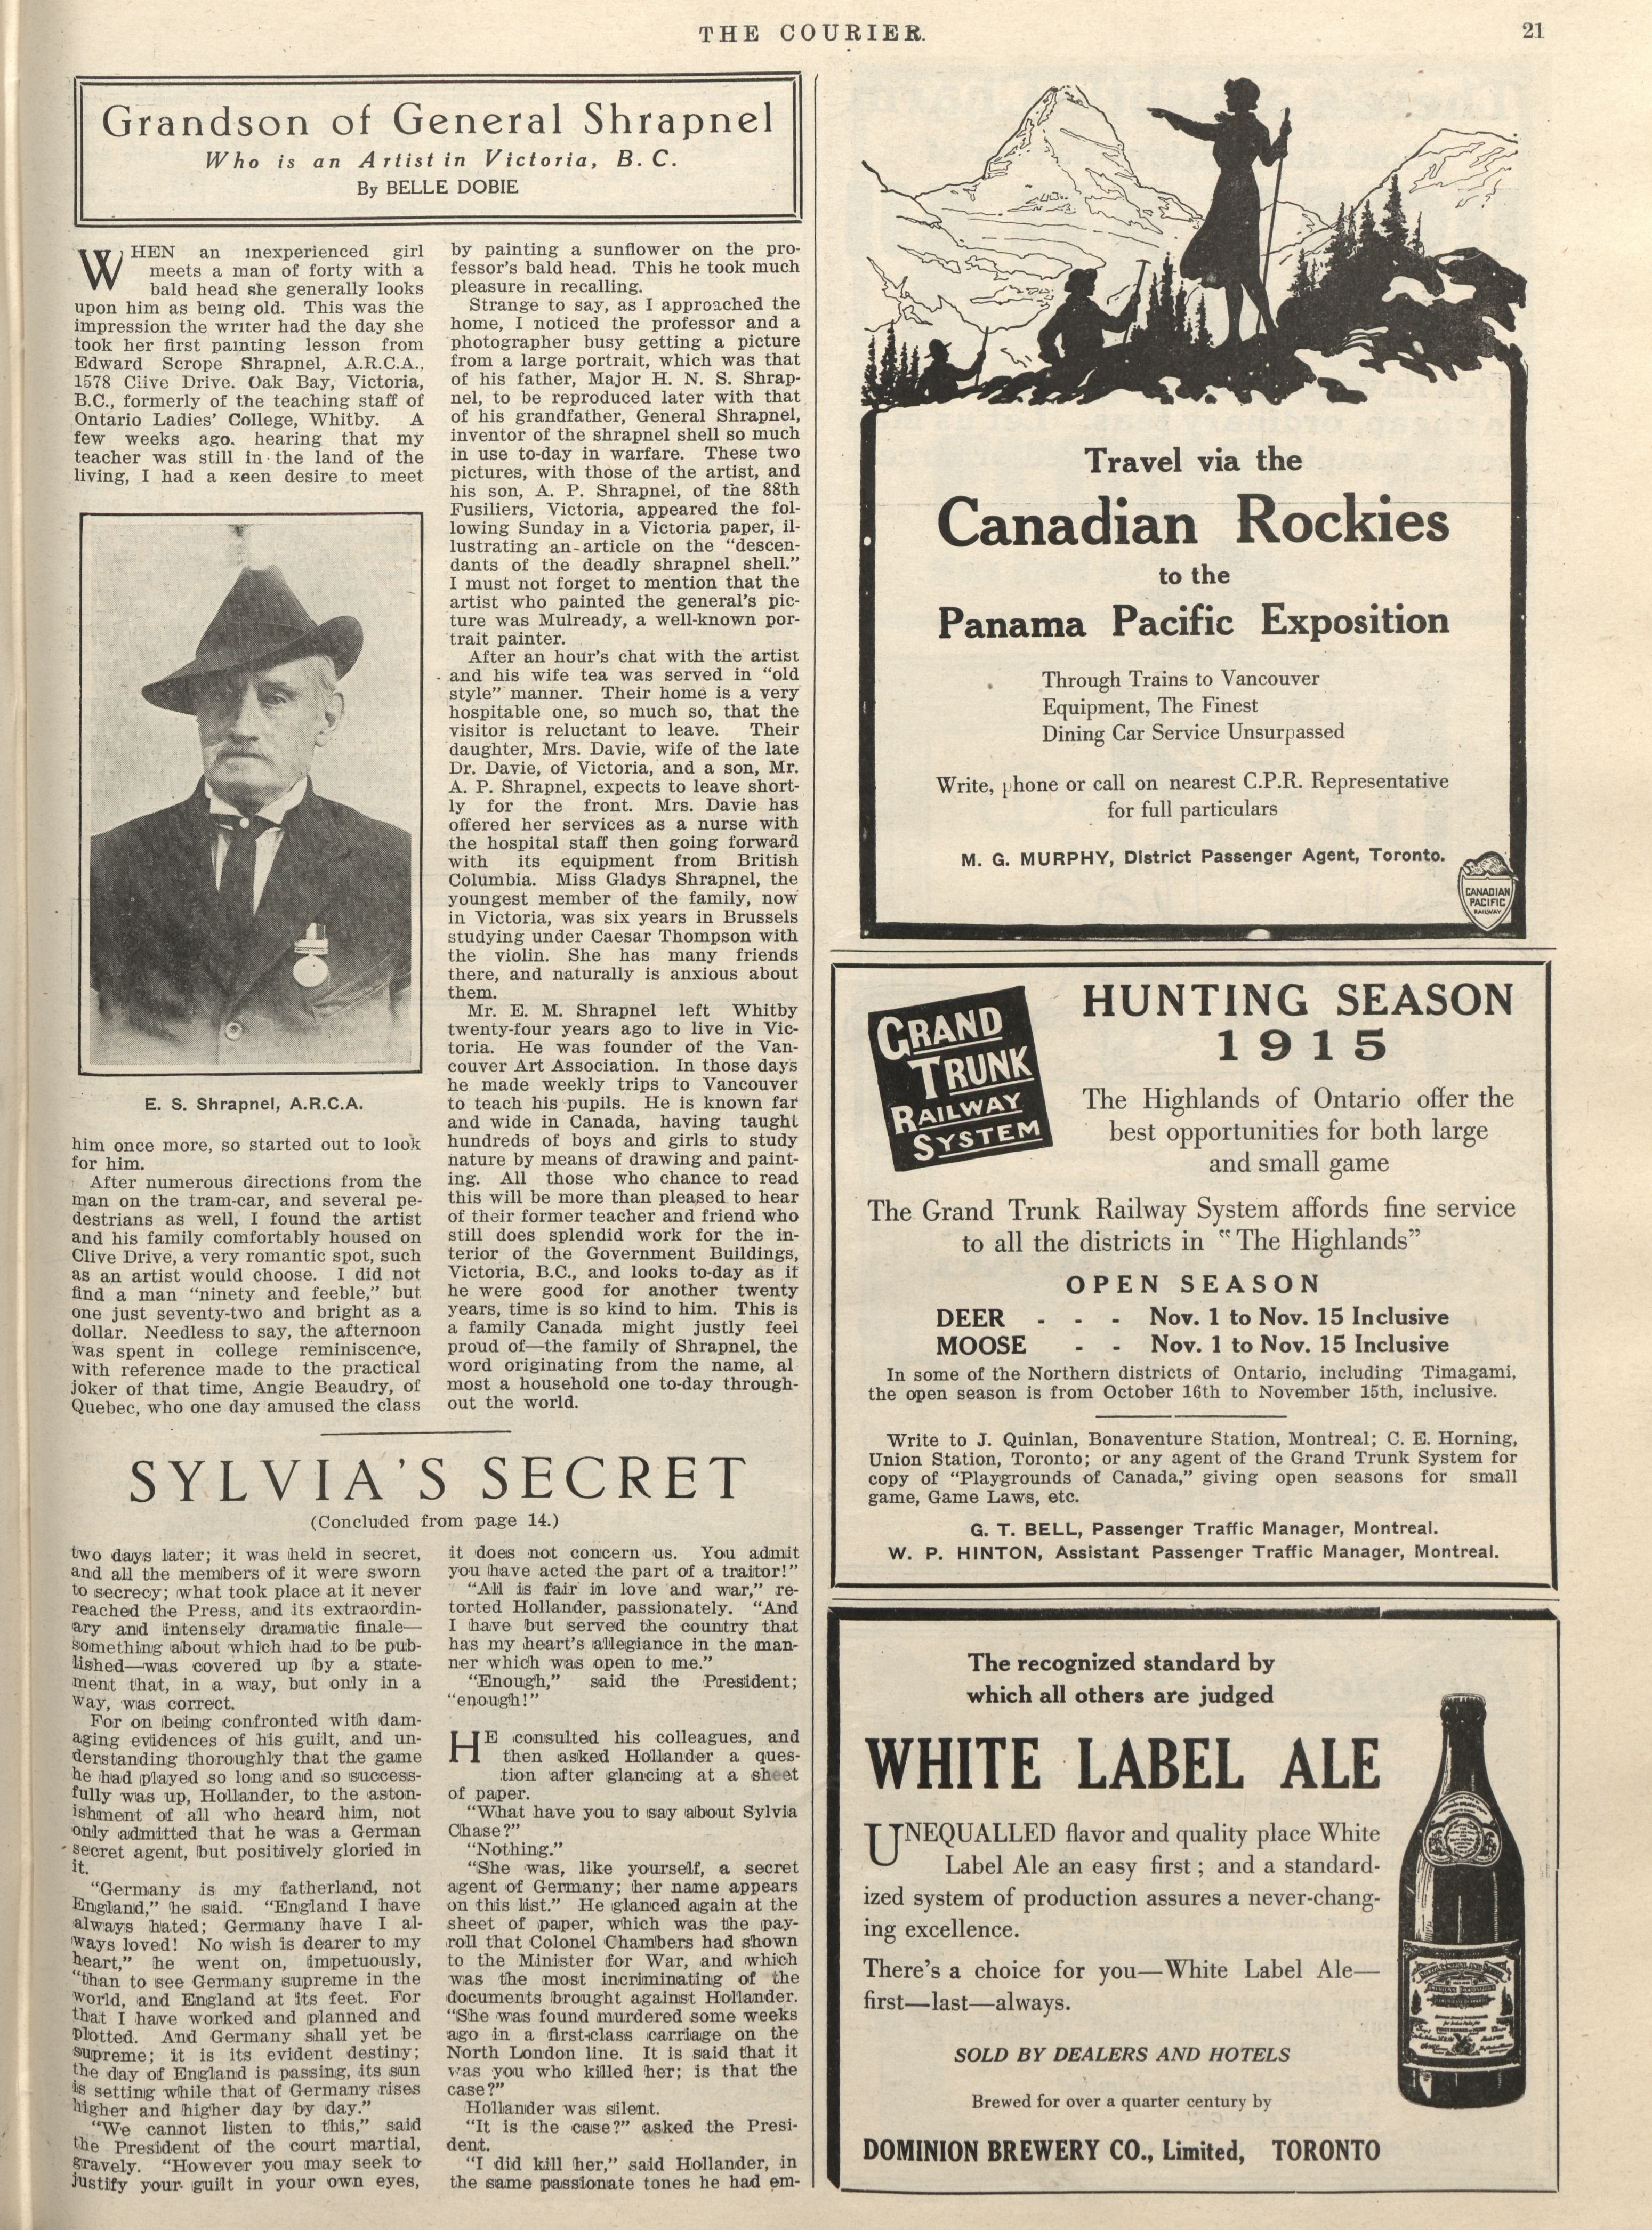 THE COURIER.
21
Grandson of General Shrapnel
Who is an Artist in Victoria, B. C.
By BELLE DOBIE
WHEN an inexperienced girl
meets a man of forty with a
bald head she generally looks
upon him as being old. This was the
impression the writer had the day she
took her first painting lesson from
Edward Scrope Shrapnel, A.R.C.A.,
1578 Clive Drive. Oak Bay, Victoria,
B.C., formerly of the teaching staff of
Ontario Ladies' College, Whitby. A
few weeks ago. hearing that my
teacher was still in the land of the
living, I had a keen desire to meet
E. S. Shrapnel, A.R.C.A.
him once more, so started out to look
for him.
After numerous directions from the
man on the tram-car, and several pe-
destrians as well, I found the artist
and his family comfortably housed on
Clive Drive, a very romantic spot, such
as an artist would choose. I did not
find a man "ninety and feeble," but
one just seventy-two and bright as a
dollar. Needless to say, the afternoon
was spent in college reminiscence,
with reference made to the practical
joker of that time, Angie Beaudry, of
Quebec, who one day amused the class
by painting a sunflower on the pro-
fessor's bald head. This he took much
pleasure in recalling.
Strange to say, as I approached the
home, I noticed the professor and a
photographer busy getting a picture
from a large portrait, which was that
of his father, Major H. N. S. Shrap-
nel, to be reproduced later with that
of his grandfather, General Shrapnel,
inventor of the shrapnel shell so much
in use to-day in warfare. These two
pictures, with those of the artist, and
his son, A. P. Shrapnel, of the 88th
Fusiliers, Victoria, appeared the fol-
lowing Sunday in a Victoria paper, il-
lustrating an-article on the "descen-
dants of the deadly shrapnel shell."
I must not forget to mention that the
artist who painted the general's pic-
ture was Mulready, a well-known por-
trait painter.
After an hour's chat with the artist
and his wife tea was served in "old
style" manner. Their home is a very
hospitable one, so much so, that the
visitor is reluctant to leave. Their
daughter, Mrs. Davie, wife of the late
Dr. Davie, of Victoria, and a son, Mr.
A. P. Shrapnel, expects to leave short-
ly for the front. Mrs. Davie has
offered her services as a nurse with
the hospital staff then going forward
with its equipment from British
Columbia. Miss Gladys Shrapnel, the
youngest member of the family, now
in Victoria, was six years in Brussels
studying under Caesar Thompson with
the violin. She has many friends
there, and naturally is anxious about
them.
Mr. E. M. Shrapnel left Whitby
twenty-four years ago to live in Vic-
toria. He was founder of the Van-
couver Art Association. In those days
he made weekly trips to Vancouver
to teach his pupils. He is known far
and wide in Canada, having taught
hundreds of boys and girls to study
nature by means of drawing and paint-
ing. All those who chance to read
this will be more than pleased to hear
of their former teacher and friend who
still does splendid work for the in-
terior of the Government Buildings,
Victoria, B.C., and looks to-day as if
he were good for another twenty
years, time is so kind to him. This is
a family Canada might justly feel
proud of—the family of Shrapnel, the
word originating from the name, al
most a household one to-day through-
out the world.
SYLVIA'S SECRET
(Concluded from page 14.)
two days later; it was held in secret,
and all the members of it were sworn
to secrecy; what took place at it never
reached the Press, and its extraordin-
ary and intensely dramatic finale—
something about which had to be pub-
lished—was covered up by a state-
ment that, in a way, but only in a
way, was correct.
For on being confronted with dam-
aging evidences of his guilt, and un-
derstanding thoroughly that the game
he had played so long and so success-
fully was up, Hollander, to the aston-
ishment of all who heard him, not
only admitted that he was a German
secret agent, but positively gloried in
it.
"Germany is my fatherland, not
England," he said. "England I have
always hated; Germany have I al-
ways loved! No wish is dearer to my
heart," he went on, impetuously,
"than to see Germany supreme in the
world, and England at its feet. For
that I have worked and planned and
plotted. And Germany shall yet be
supreme; it is its evident destiny;
the day of England is passing, its sun
is setting while that of Germany rises
higher and higher day by day."
"We cannot listen to this," said
the President of the court martial,
gravely. "However you may seek to
justify your guilt in your own eyes,
it does not concern us. You admit
you have acted the part of a traitor!"
"All is fair in love and war," re-
torted Hollander, passionately. "And
I have but served the country that
has my heart's allegiance in the man-
ner which was open to me."
"Enough," said the President;
"enough!"
HE consulted his colleagues, and
then asked Hollander a ques-
tion after glancing at a sheet
of paper.
"What have you to say about Sylvia
Chase?"
"Nothing."
"She was, like yourself, a secret
agent of Germany; her name appears
on this list." He glanced again at the
sheet of paper, which was the pay-
roll that Colonel Chambers had shown
to the Minister for War, and which
was the most incriminating of the
documents brought against Hollander.
"She was found murdered some weeks
ago in a first-class carriage on the
North London line. It is said that it
was you who killed her; is that the
case?"
Hollander was silent.
"It is the case?" asked the Presi-
dent.
"I did kill her," said Hollander, in
the same passionate tones he had em-
Travel via the
Canadian Rockies
to the
Panama Pacific Exposition
Through Trains to Vancouver
Equipment, The Finest
Dining Car Service Unsurpassed
Write, phone or call on nearest C.P.R. Representative
for full particulars
M. G. MURPHY, District Passenger Agent, Toronto.
CANADIAN
PACIFIC
RAILWAY
GRAND
TRUNK
RAILWAY
SYSTEM
HUNTING SEASON
1915
The Highlands of Ontario offer the
best opportunities for both large
and small game
The Grand Trunk Railway System affords fine service
to all the districts in "The Highlands"
OPEN SEASON
DEER - - - Nov. 1 to Nov. 15 Inclusive
MOOSE - - Nov. 1 to Nov. 15 Inclusive
In some of the Northern districts of Ontario, including Timagami,
the open season is from October 16th to November 15th, inclusive.
Write to J. Quinlan, Bonaventure Station, Montreal; C. E. Horning,
Union Station, Toronto; or any agent of the Grand Trunk System for
copy of "Playgrounds of Canada," giving open seasons for small
game, Game Laws, etc.
G. T. BELL, Passenger Traffic Manager, Montreal.
W. P. HINTON, Assistant Passenger Traffic Manager, Montreal.
The recognized standard by
which all others are judged
WHITE LABEL ALE
UNEQUALLED flavor and quality place White
Label Ale an easy first; and a standard-
ized system of production assures a never-chang-
ing excellence.
There's a choice for you—White Label Ale—
first—last—always.
SOLD BY DEALERS AND HOTELS
Brewed for over a quarter century by
DOMINION BREWERY CO., Limited, TORONTO